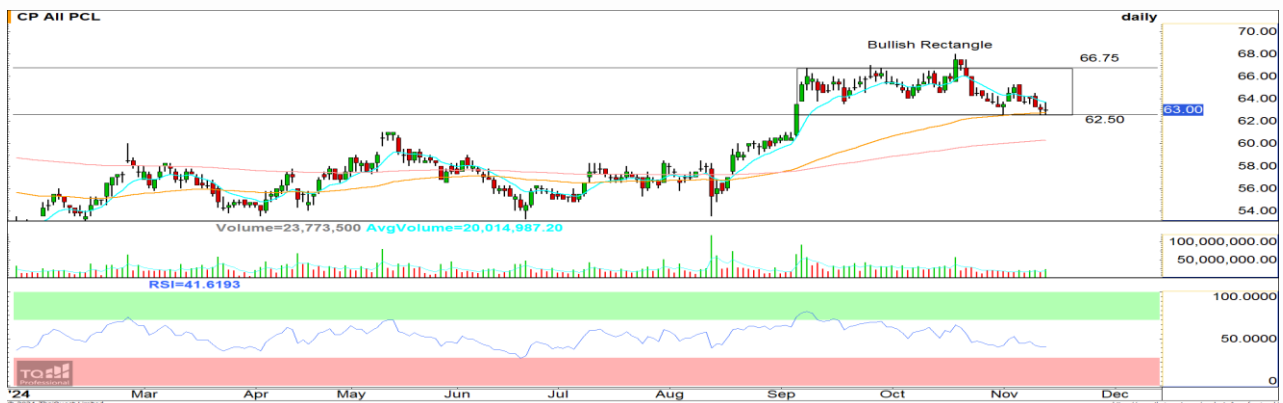 CP All PCL
daily
70.00
Bullish Rectangle
68.00
66.75
66.00
64.00
63.00
62.50
62.00
60.00
58.00
56.00
54.00
Volume=23,773,500 AvgVolume=20,014,987.20
100,000,000.00
50,000,000.00
RSI=41.6193
100.0000
50.0000
0
TQ
Professional
'24 Mar Apr May Jun Jul Aug Sep Oct Nov Dec